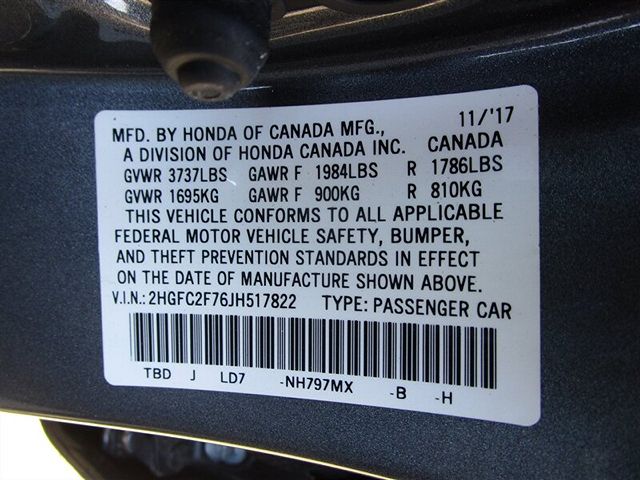 11/'17
MFD. BY HONDA OF CANADA MFG.,
A DIVISION OF HONDA CANADA INC. CANADA
GVWR 3737LBS GAWR F 1984LBS R 1786LBS
GVWR 1695KG GAWR F 900KG R 810KG
THIS VEHICLE CONFORMS TO ALL APPLICABLE
FEDERAL MOTOR VEHICLE SAFETY, BUMPER,
AND THEFT PREVENTION STANDARDS IN EFFECT
ON THE DATE OF MANUFACTURE SHOWN ABOVE.
V.I.N.: 2HGFC2F76JH517822 TYPE: PASSENGER CAR
TBD J LD7 -NH797MX -B -H